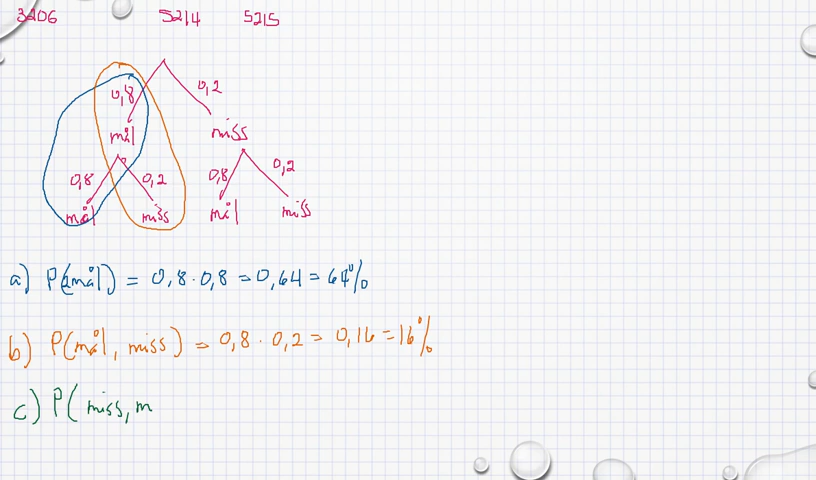 3206 5214 5215
0,8 0,2
mål miss
0,8 0,2 0,8 0,2
mål miss mål miss
a) P(2mål) = 0,8 · 0,8 = 0,64 = 64%
b) P(mål, miss) = 0,8 · 0,2 = 0,16 = 16%
c) P( miss, m